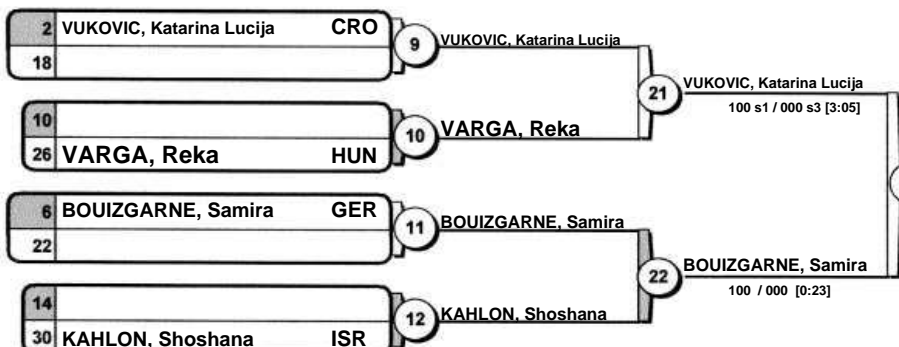 2 VUKOVIC, Katarina Lucija CRO
18
9
VUKOVIC, Katarina Lucija
10
26 VARGA, Reka HUN
10
VARGA, Reka
21
VUKOVIC, Katarina Lucija
100 s1 / 000 s3 [3:05]
6 BOUIZGARNE, Samira GER
22
11
BOUIZGARNE, Samira
14
30 KAHLON, Shoshana ISR
12
KAHLON, Shoshana
22
BOUIZGARNE, Samira
100 / 000 [0:23]